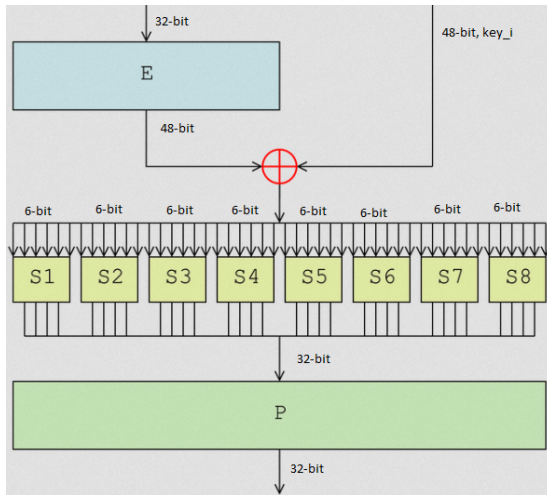 32-bit
48-bit, key_i
E
48-bit
6-bit 6-bit 6-bit 6-bit 6-bit 6-bit 6-bit 6-bit
S1 S2 S3 S4 S5 S6 S7 S8
32-bit
P
32-bit